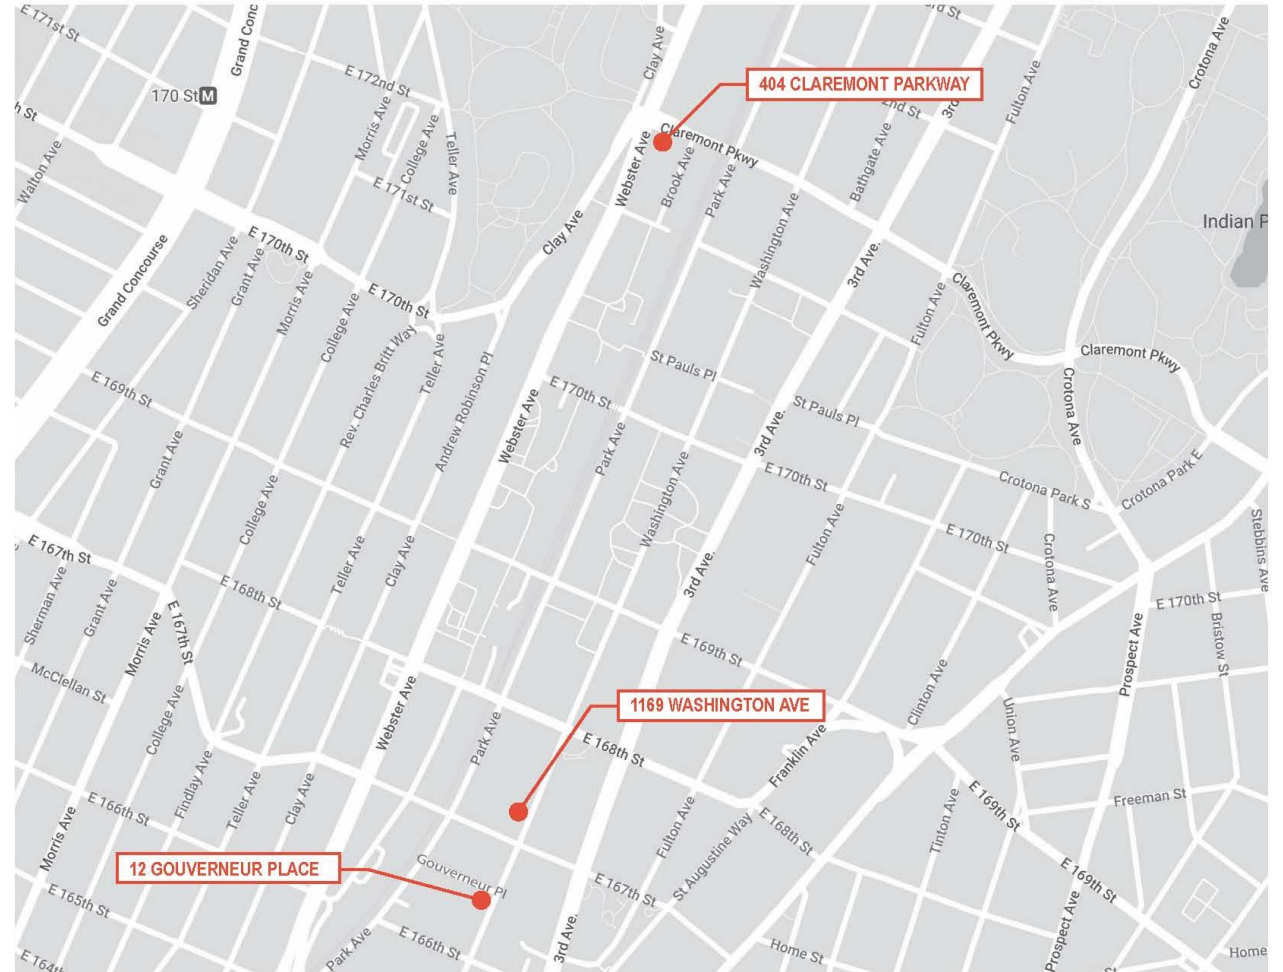 E 171st St
Grand Conc
Clay Ave
rd St
Crotona Ave
E 172nd St
404 CLAREMONT PARKWAY
170 St M
h St
Morris Ave
College Ave
Teller Ave
2nd St
3rd
Fulton Ave
Claremont Pkwy
Walton Ave
E 171st St
Webster Ave
Brook Ave
Park Ave
Bathgate Ave
Indian P
E 170th St
Clay Ave
Washington Ave
Grand Concourse
Sheridan Ave
Grant Ave
Morris Ave
College Ave
E 170th St
3rd Ave.
Fulton Ave
Claremont Pkwy
Claremont Pkwy
E 169th St
Rev. Charles Britt Way
Teller Ave
Andrew Robinson Pl
St Pauls Pl
E 170th St
Webster Ave
Park Ave
3rd Ave.
St Pauls Pl
Crotona Ave
Grant Ave
College Ave
Washington Ave
E 170th St
Crotona Park S
Crotona Park E
E 167th St
Teller Ave
Clay Ave
Fulton Ave
E 170th St
Crotona Ave
Stebbins Ave
Sherman Ave
Grant Ave
E 168th St
3rd Ave.
E 170th St
Bristow St
E 167th St
Morris Ave
McClellan St
E 169th St
Prospect Ave
College Ave
Webster Ave
1169 WASHINGTON AVE
Clinton Ave
Union Ave
Park Ave
E 168th St
Franklin Ave
Findlay Ave
Teller Ave
Clay Ave
E 166th St
Morris Ave
Fulton Ave
St Augustine Way
E 168th St
Tinton Ave
E 169th St
Freeman St
12 GOUVERNEUR PLACE
Gouverneur Pl
E 167th St
E 169th St
E 165th St
Park Ave
E 166th St
3rd Ave.
Home St
Prospect Ave
E 164th
St
Home